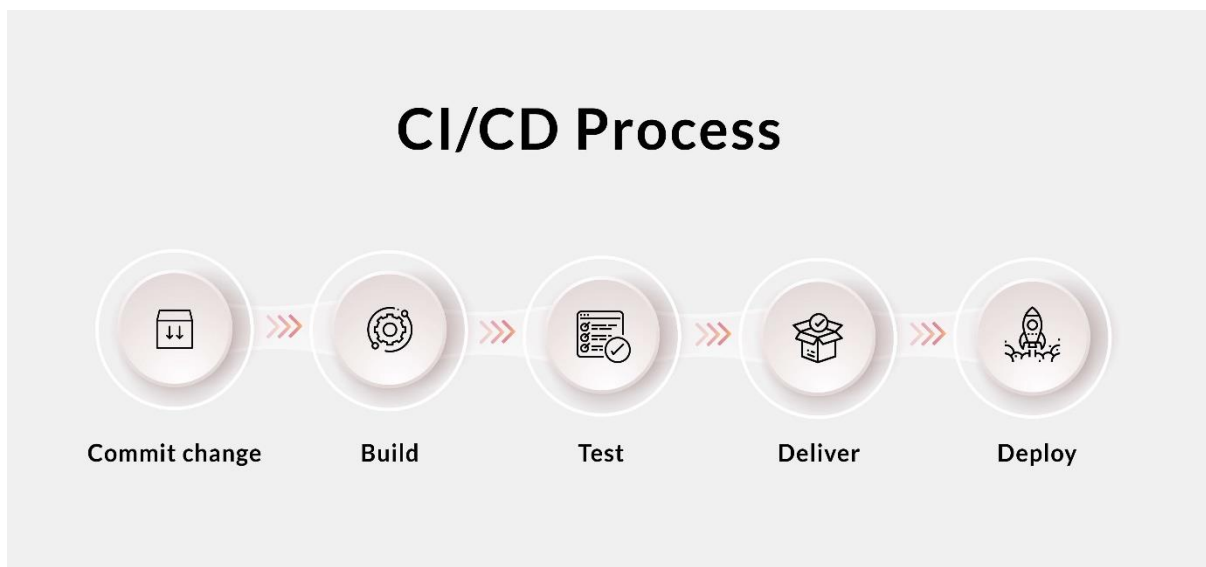 CI/CD Process
Commit change
Build
Test
Deliver
Deploy